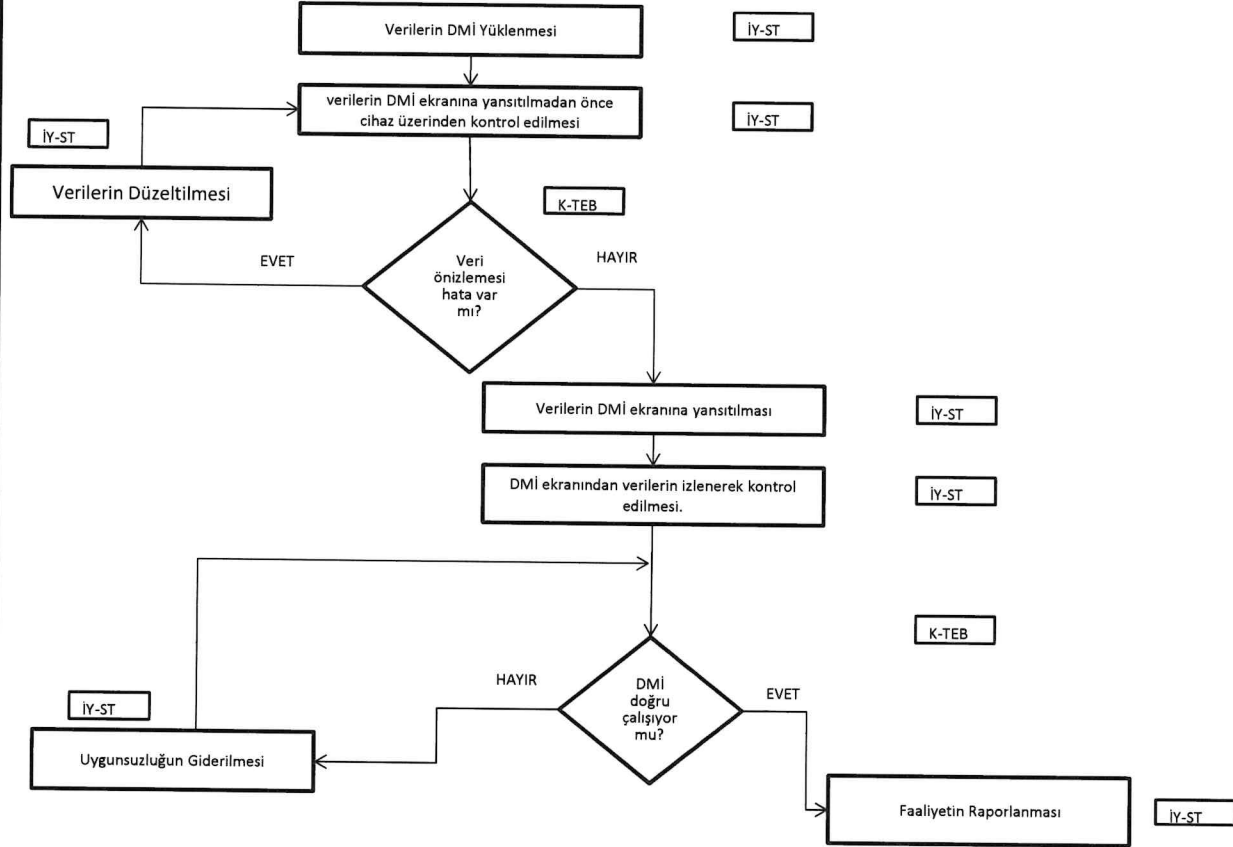 Verilerin DMİ Yüklenmesi
İY-ST
verilerin DMİ ekranına yansıtılmadan önce
cihaz üzerinden kontrol edilmesi
İY-ST
İY-ST
Verilerin Düzeltilmesi
K-TEB
EVET
HAYIR
Veri
önizlemesi
hata var
mı?
Verilerin DMİ ekranına yansıtılması
İY-ST
DMİ ekranından verilerin izlenerek kontrol
edilmesi.
İY-ST
K-TEB
HAYIR
DMİ
doğru
çalışıyor
mu?
EVET
İY-ST
Uygunsuzluğun Giderilmesi
Faaliyetin Raporlanması
İY-ST